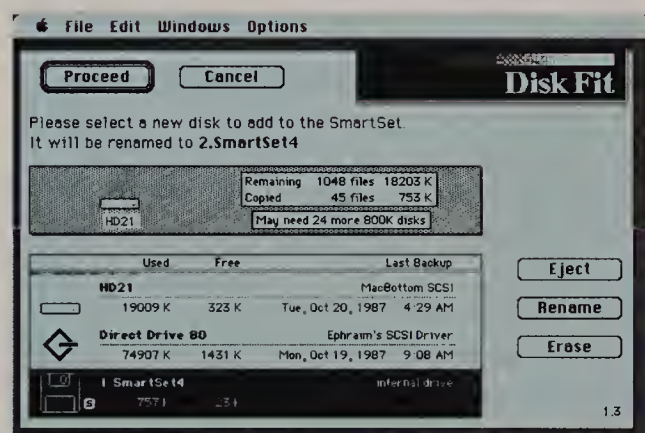 File Edit Windows Options
Proceed Cancel
Disk Fit
Please select a new disk to add to the SmartSet.
It will be renamed to 2.SmartSet4
Remaining 1048 files 18203 K
Copied 45 files 753 K
HD21
May need 24 more 800K disks
Used Free Last Backup
HD21 MacBottom SCSI
19009 K 323 K Tue, Oct 20, 1987 4:29 AM
Direct Drive 80 Ephraim's SCSI Driver
74907 K 1431 K Mon, Oct 19, 1987 9:08 AM
SmartSet4 internal drive
S
Eject
Rename
Erase
1.3